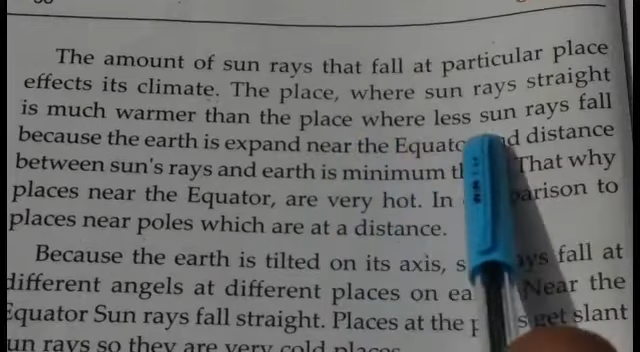 The amount of sun rays that fall at particular place
effects its climate. The place, where sun rays straight
is much warmer than the place where less sun rays fall
because the earth is expand near the Equato d distance
between sun's rays and earth is minimum th That why
places near the Equator, are very hot. In parison to
places near poles which are at a distance.
Because the earth is tilted on its axis, s ays fall at
different angels at different places on ea Near the
Equator Sun rays fall straight. Places at the p s get slant
un rays so they are very cold places